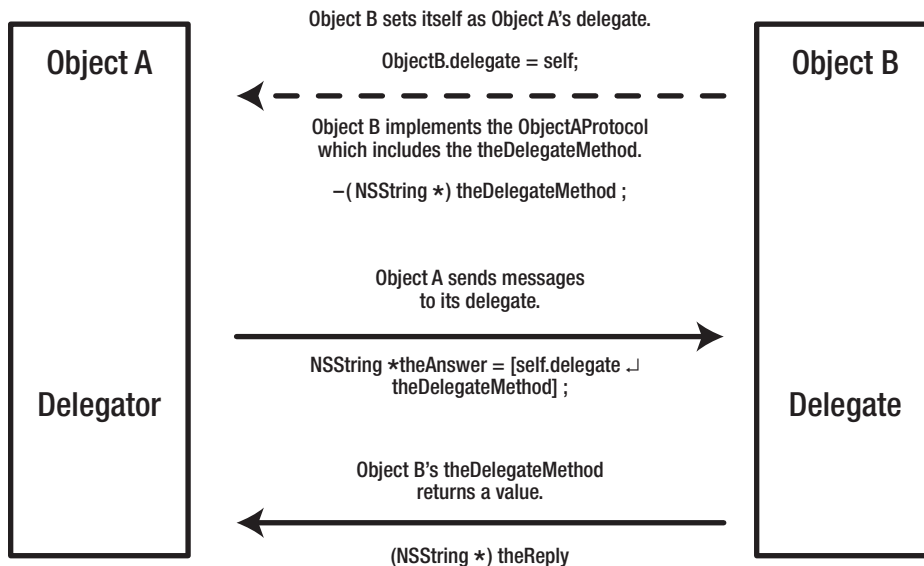 Object B sets itself as Object A's delegate.
Object A
ObjectB.delegate = self;
Object B
Object B implements the ObjectAProtocol
which includes the theDelegateMethod.
–( NSString *) theDelegateMethod ;
Object A sends messages
to its delegate.
NSString *theAnswer = [self.delegate ↵
theDelegateMethod] ;
Delegator
Delegate
Object B's theDelegateMethod
returns a value.
(NSString *) theReply